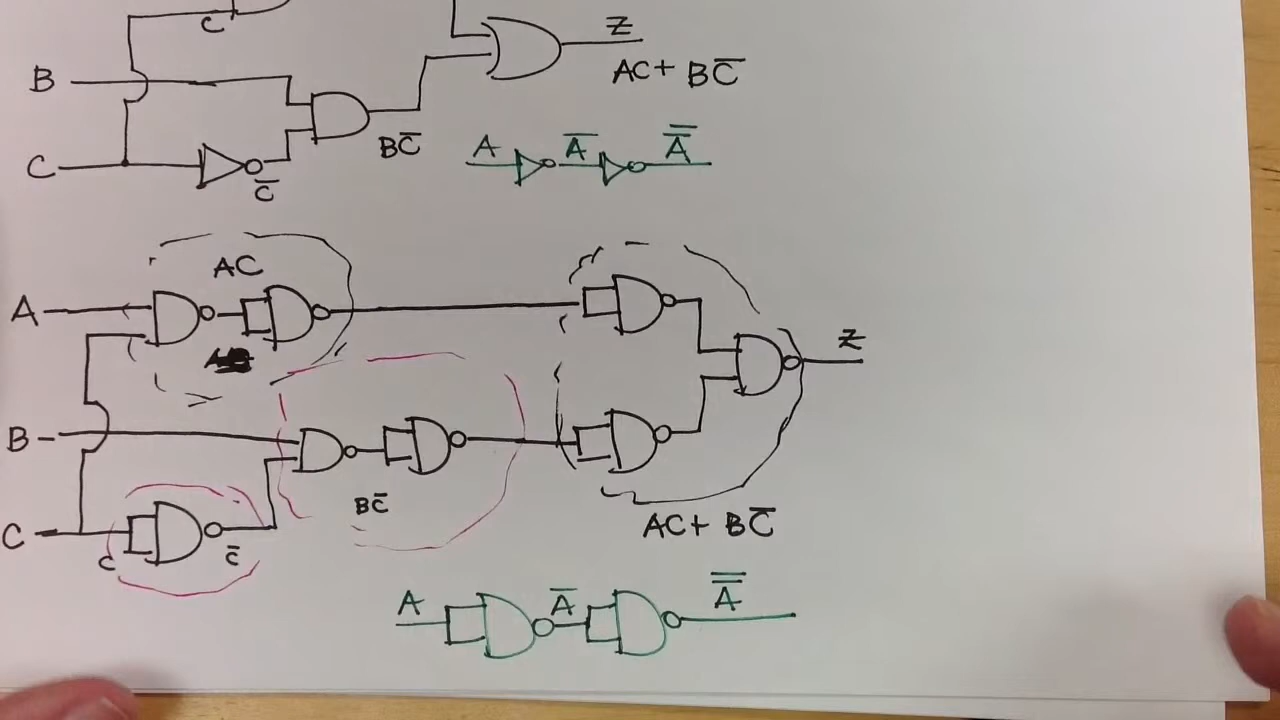 C
Z
B
AC + BC̅
A A̅ A̿
BC̅
C
C̅
AC
A
Z
B
BC̅
C
AC + BC̅
C C̅
A A̅ A̿